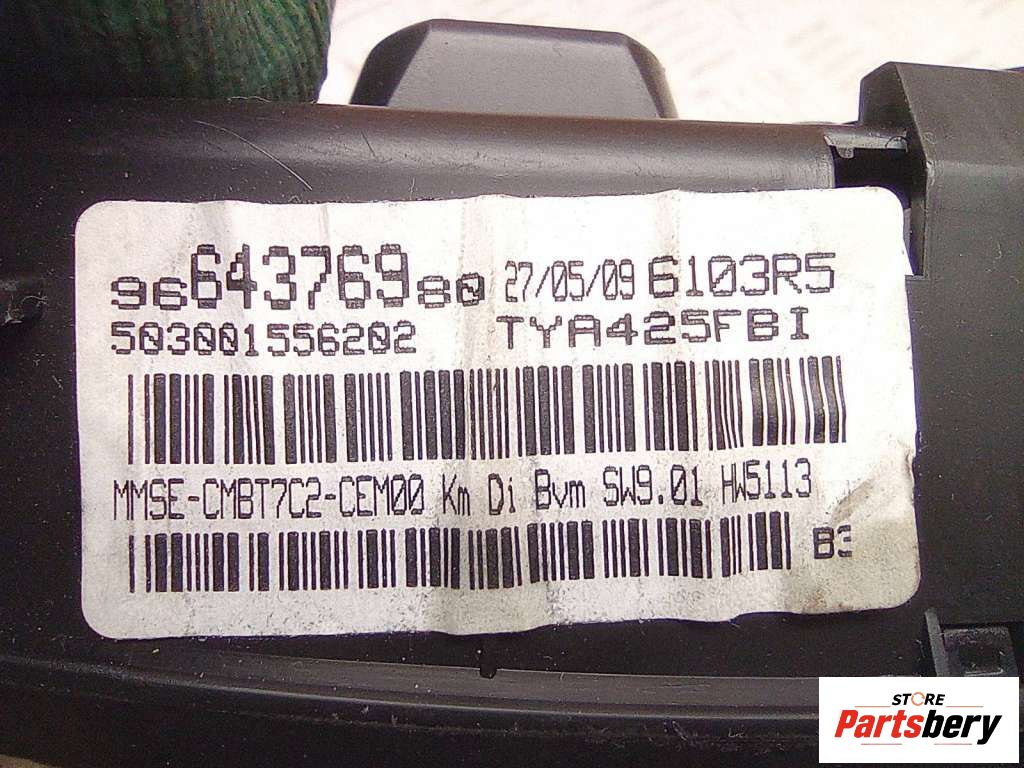 9664376980 27/05/09 6103R5
503001556202 TYA425FBI
MMSE-CMBT7C2-CEM00 Km Di Bvm SW9.01 HW5113
B3
STORE
Partsbery